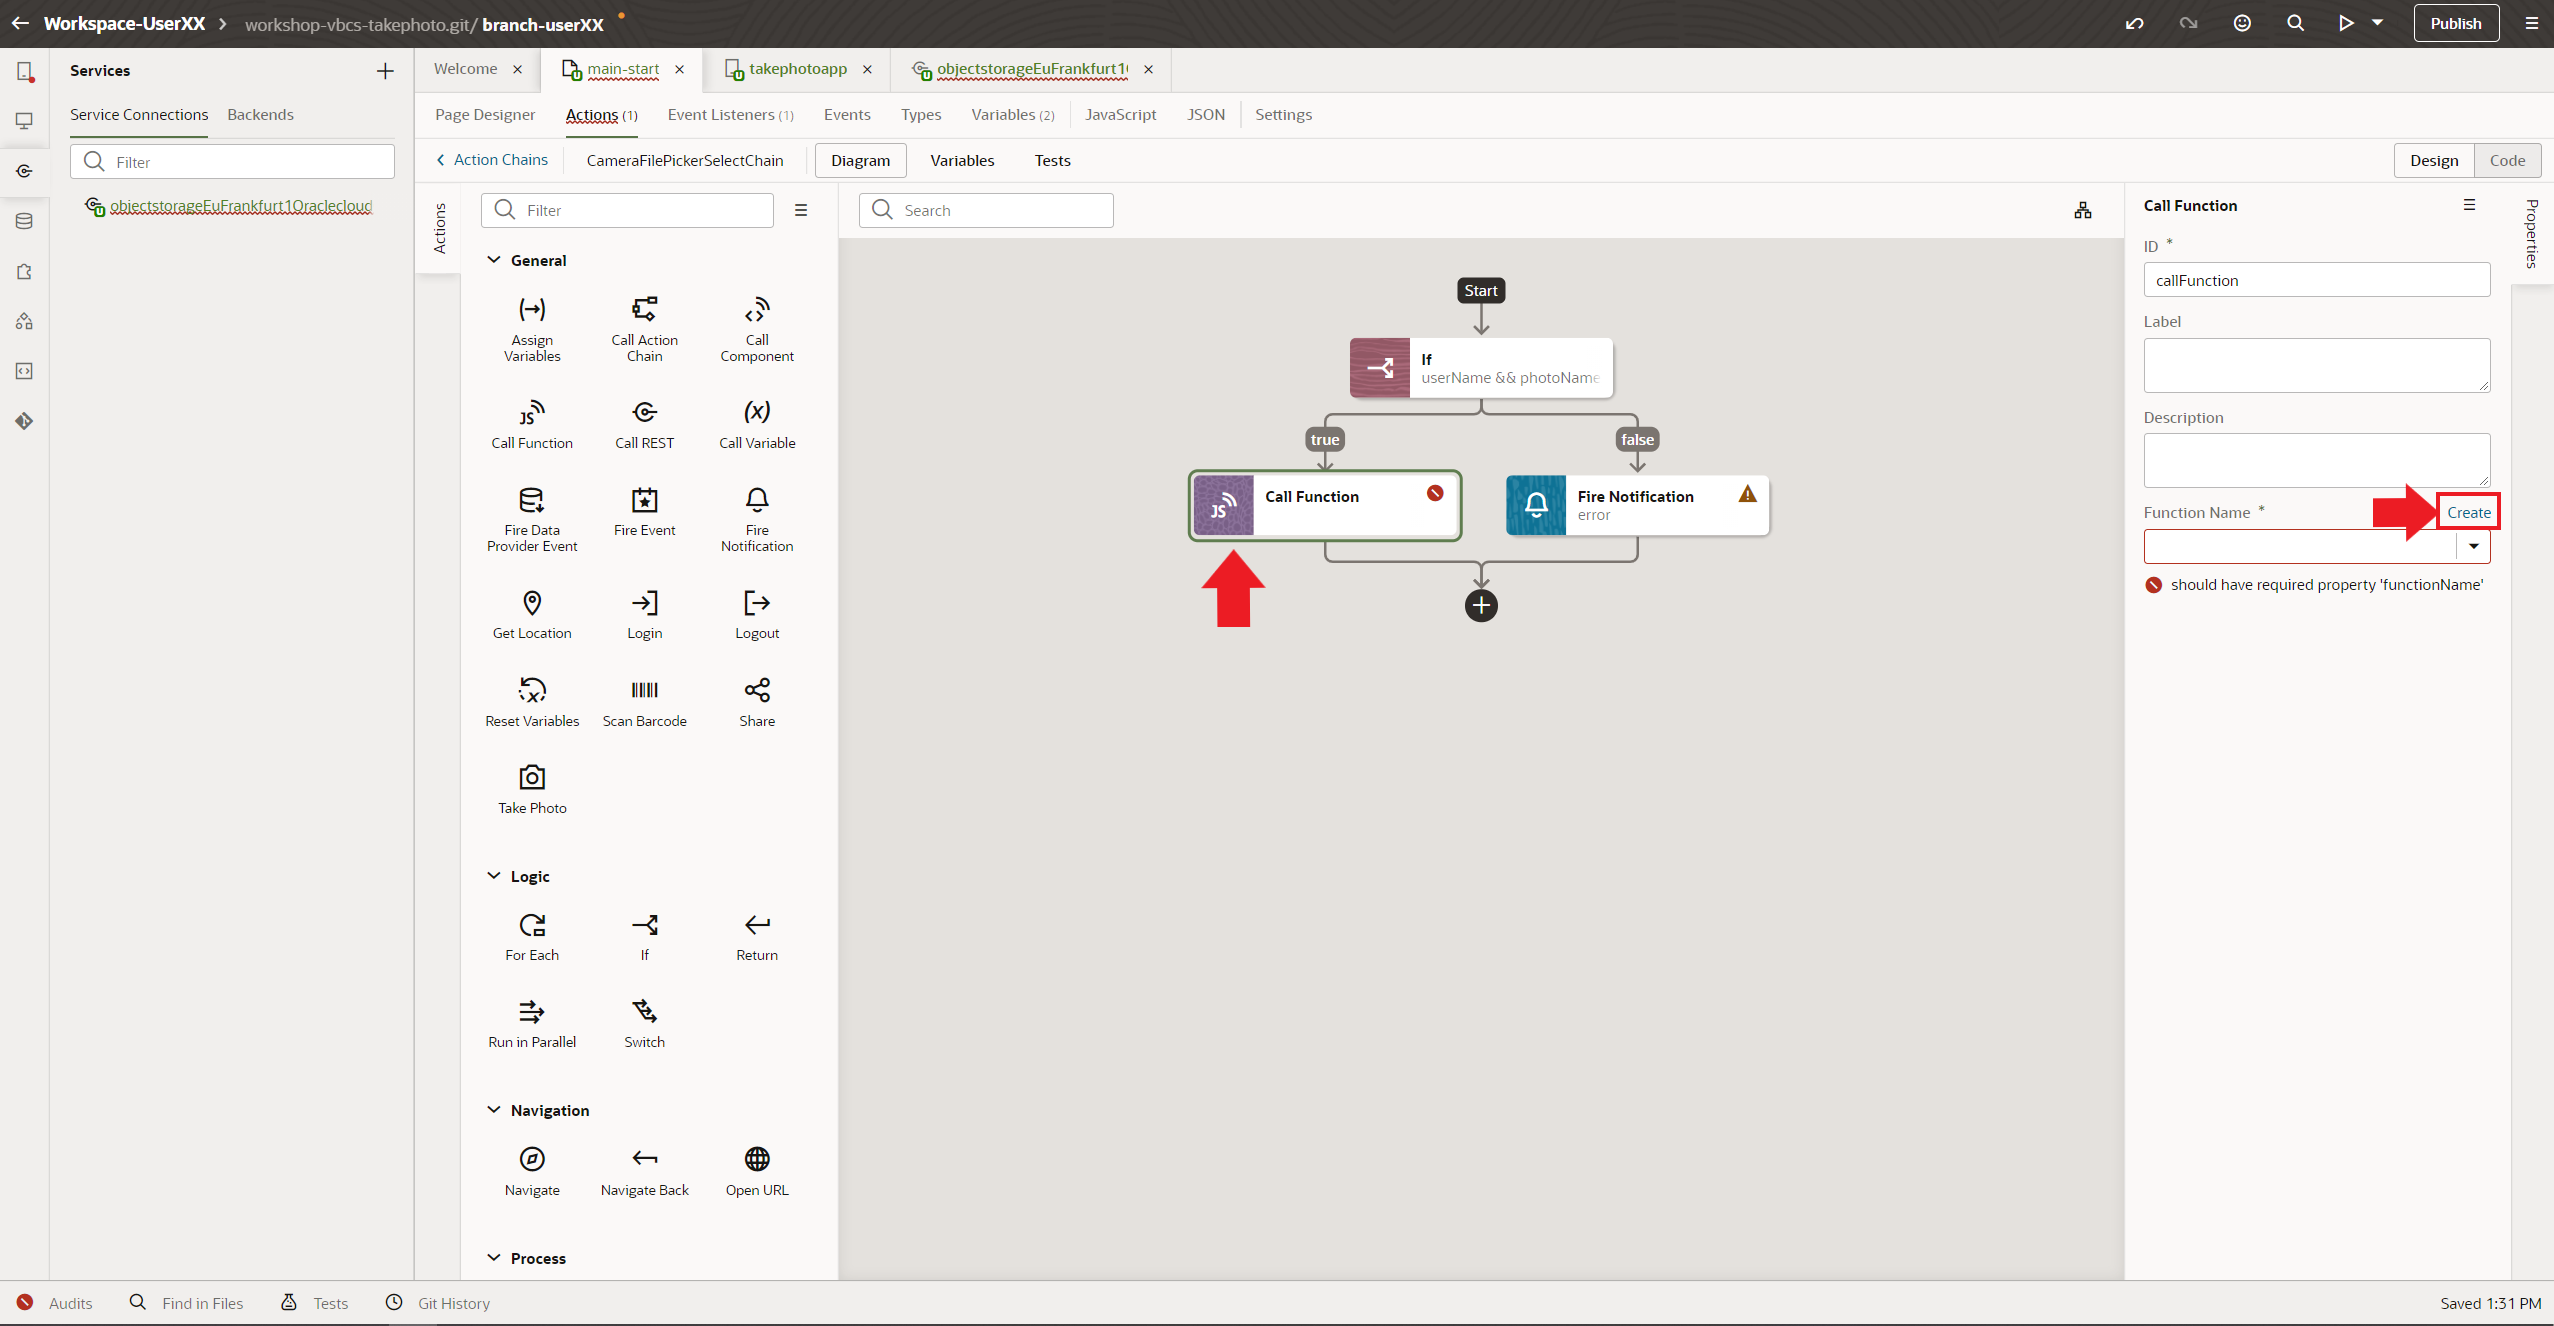 Workspace-UserXX
workshop-vbcs-takephoto.git/ branch-userXX
Publish
Services
Service Connections
Backends
Filter
objectstorageEuFrankfurt1Oraclecloud
Welcome
main-start
takephotoapp
objectstorageEuFrankfurt1
Page Designer
Actions (1)
Event Listeners (1)
Events
Types
Variables (2)
JavaScript
JSON
Settings
Action Chains
CameraFilePickerSelectChain
Diagram
Variables
Tests
Design
Code
Actions
Filter
General
Assign
Variables
Call Action
Chain
Call
Component
JS
Call Function
Call REST
(x)
Call Variable
Fire Data
Provider Event
Fire Event
Fire
Notification
Get Location
Login
Logout
Reset Variables
Scan Barcode
Share
Take Photo
Logic
For Each
If
Return
Run in Parallel
Switch
Navigation
Navigate
Navigate Back
Open URL
Process
Search
Start
If
userName && photoName
true
false
JS
Call Function
Fire Notification
error
Call Function
ID *
callFunction
Label
Description
Function Name *
Create
should have required property 'functionName'
Properties
Audits
Find in Files
Tests
Git History
Saved 1:31 PM